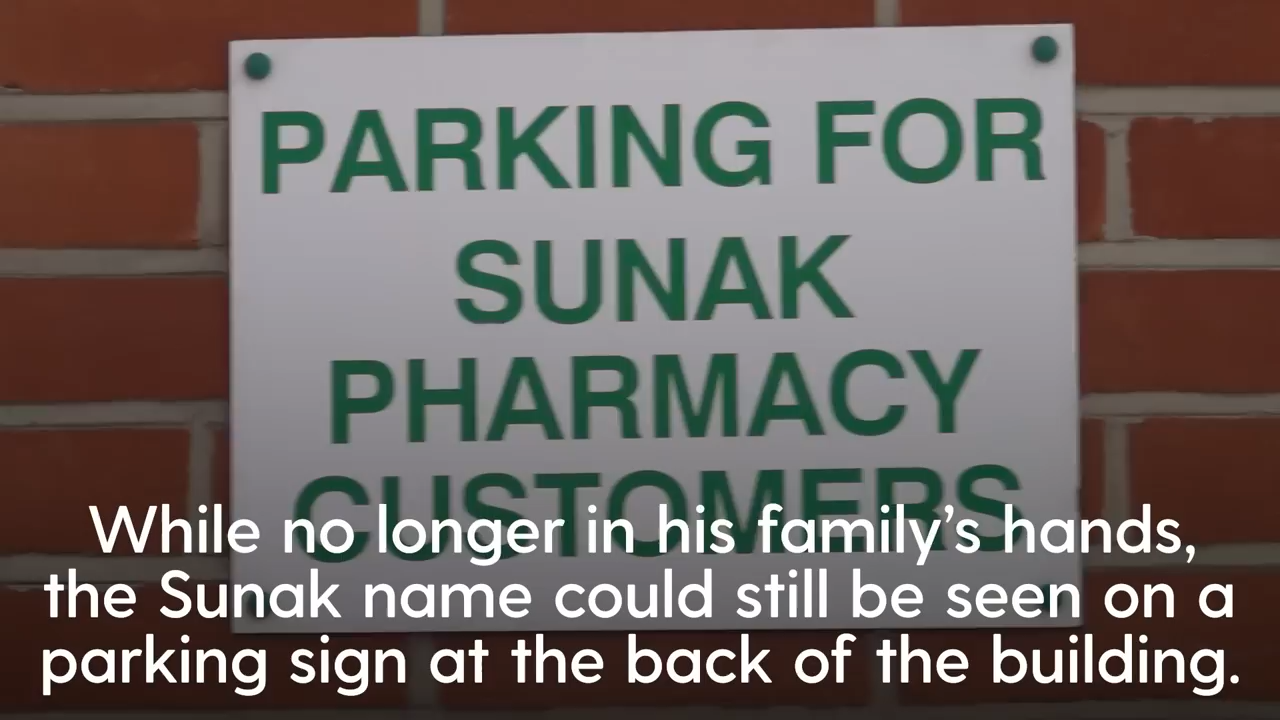 PARKING FOR
SUNAK
PHARMACY
CUSTOMERS
While no longer in his family’s hands,
the Sunak name could still be seen on a
parking sign at the back of the building.